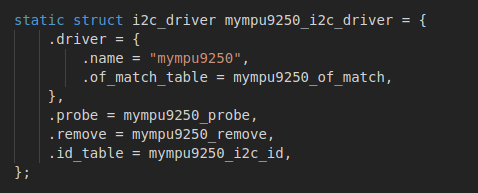 static struct i2c_driver mympu9250_i2c_driver = {
    .driver = {
        .name = "mympu9250",
        .of_match_table = mympu9250_of_match,
    },
    .probe = mympu9250_probe,
    .remove = mympu9250_remove,
    .id_table = mympu9250_i2c_id,
};